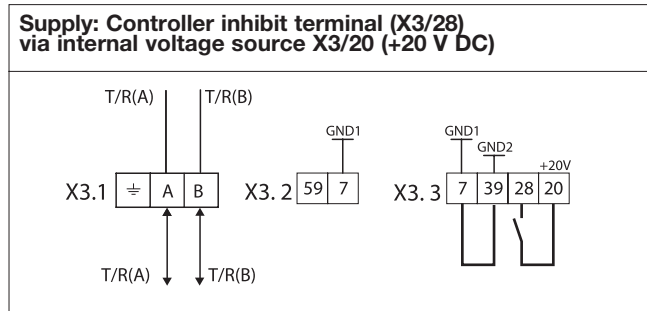 Supply: Controller inhibit terminal (X3/28)
via internal voltage source X3/20 (+20 V DC)
T/R(A) T/R(B)
GND1
GND1
GND2
+20V
X3.1 A B
X3. 2 59 7
X3. 3 7 39 28 20
T/R(A) T/R(B)